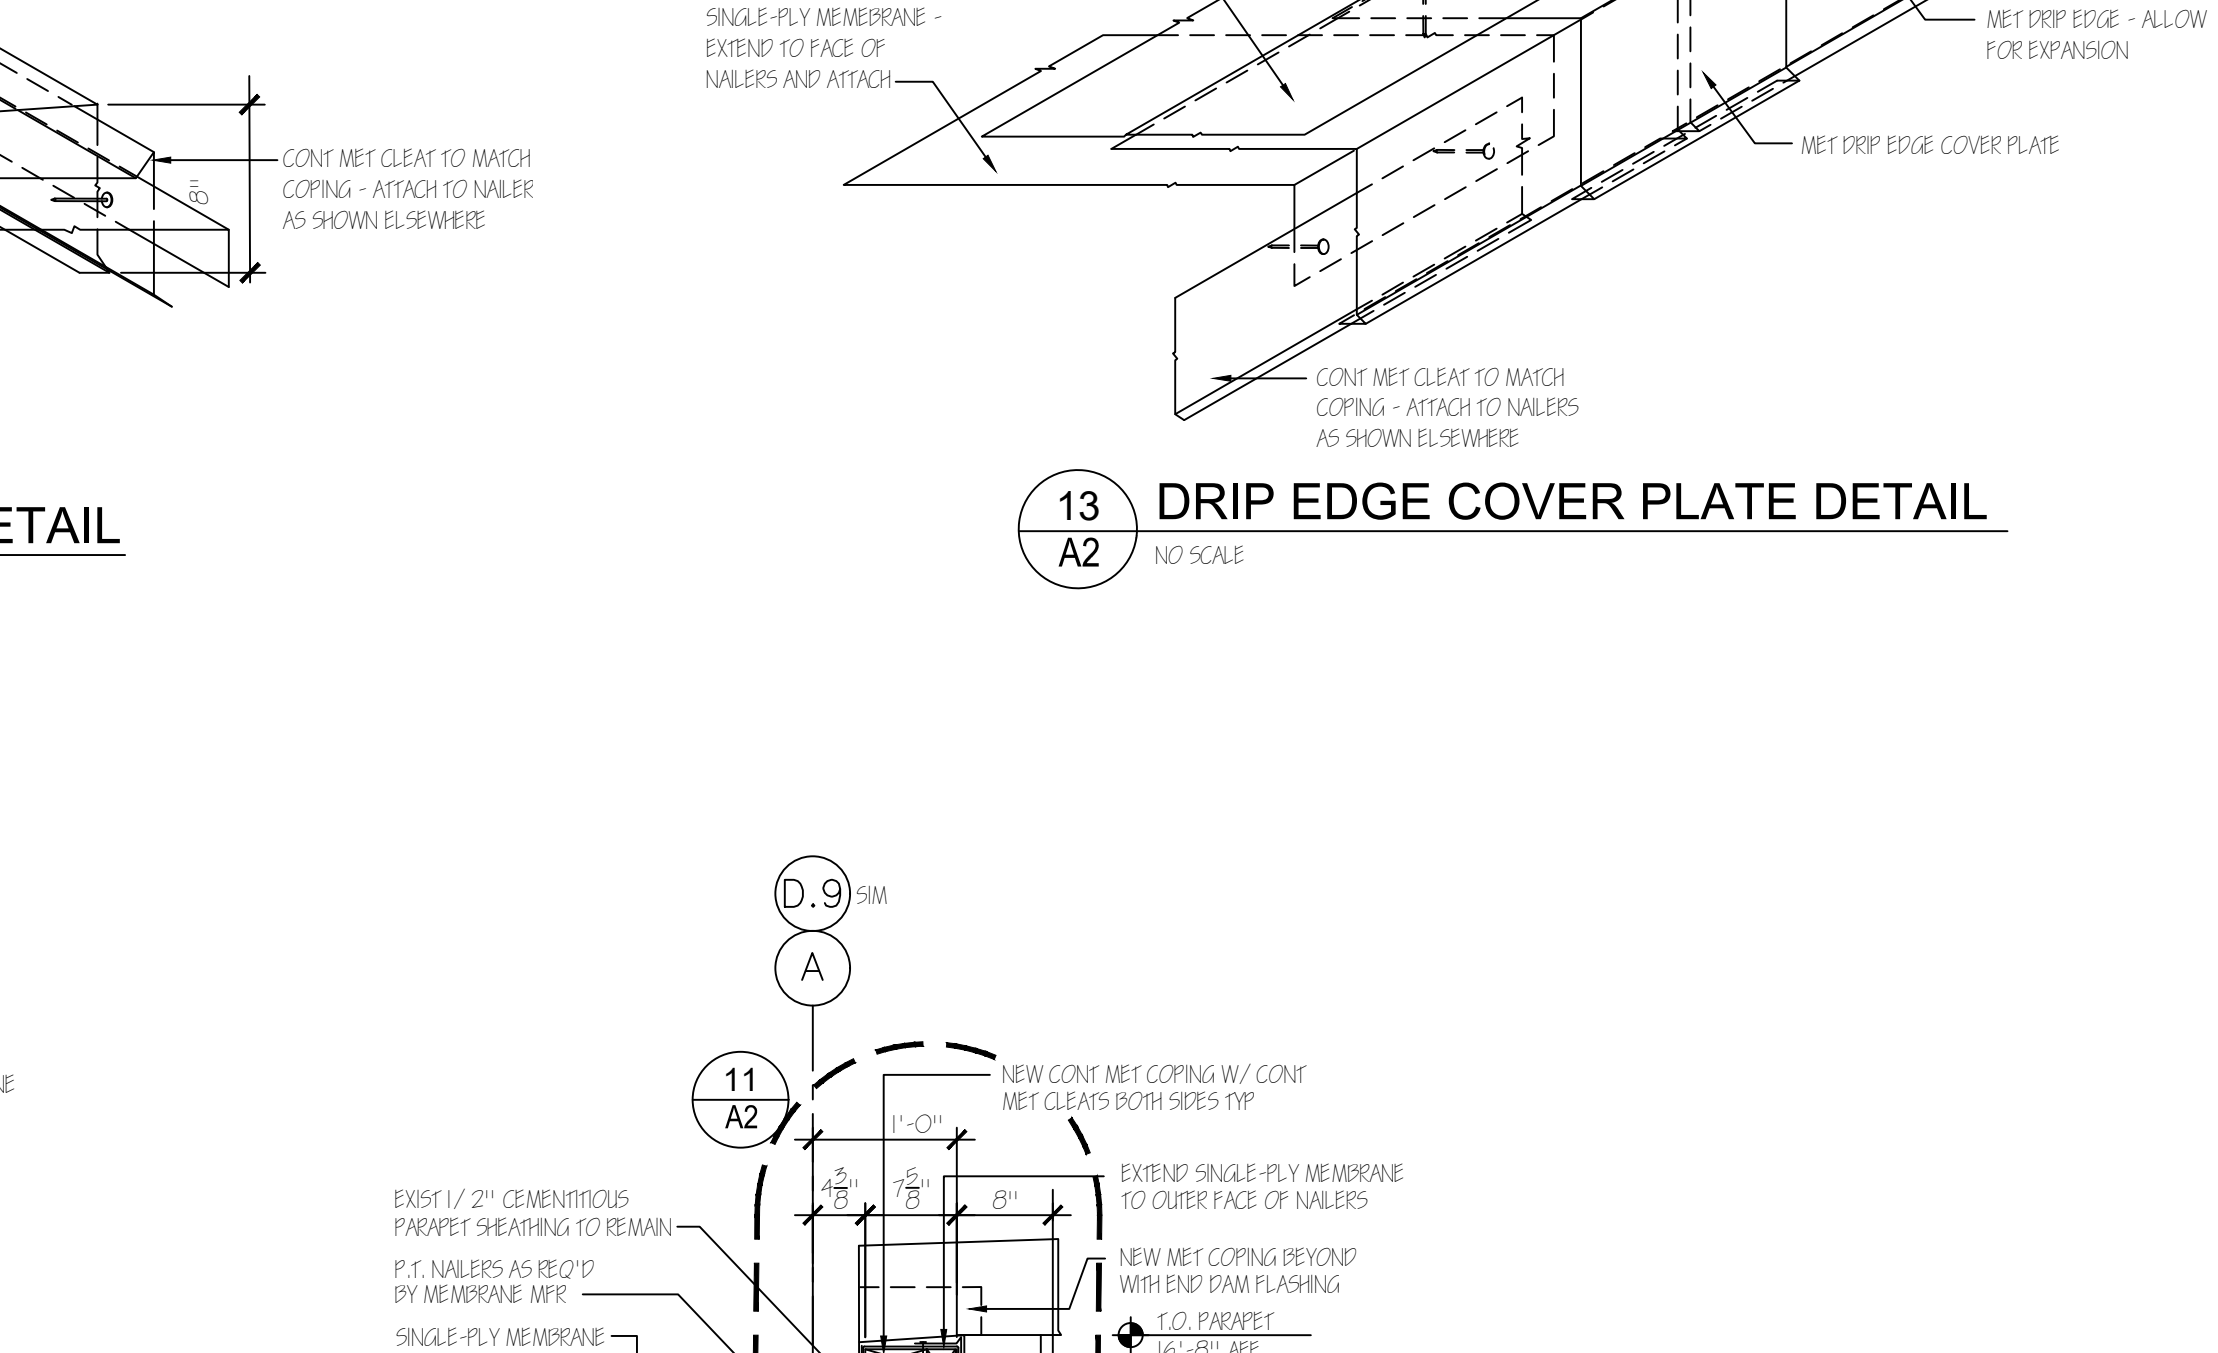 SINGLE-PLY MEMEBRANE -
EXTEND TO FACE OF
NAILERS AND ATTACH
MET DRIP EDGE - ALLOW
FOR EXPANSION
MET DRIP EDGE COVER PLATE
CONT MET CLEAT TO MATCH
COPING - ATTACH TO NAILER
AS SHOWN ELSEWHERE
8"
CONT MET CLEAT TO MATCH
COPING - ATTACH TO NAILERS
AS SHOWN ELSEWHERE
ETAIL
13
A2
DRIP EDGE COVER PLATE DETAIL
NO SCALE
D.9 SIM
A
NE
11
A2
NEW CONT MET COPING W/ CONT
MET CLEATS BOTH SIDES TYP
1'-0"
4 3/8" 7 5/8" 8"
EXTEND SINGLE-PLY MEMBRANE
TO OUTER FACE OF NAILERS
EXIST 1/2" CEMENTITIOUS
PARAPET SHEATHING TO REMAIN
P.T. NAILERS AS REQ'D
BY MEMBRANE MFR
SINGLE-PLY MEMBRANE
NEW MET COPING BEYOND
WITH END DAM FLASHING
T.O. PARAPET
16'-8" AFF